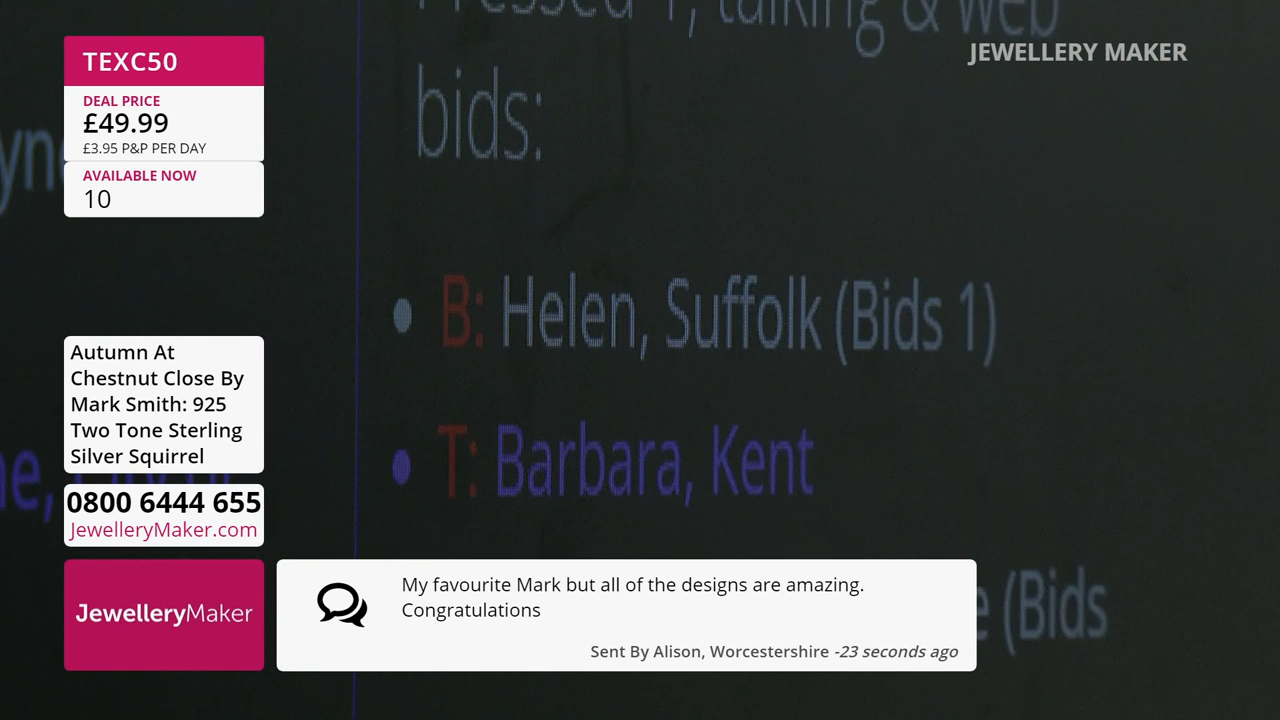 TEXC50
DEAL PRICE
£49.99
£3.95 P&P PER DAY
AVAILABLE NOW
10
JEWELLERY MAKER
talking & web
bids:
B: Helen, Suffolk (Bids 1)
T: Barbara, Kent
(Bids
Autumn At
Chestnut Close By
Mark Smith: 925
Two Tone Sterling
Silver Squirrel
0800 6444 655
JewelleryMaker.com
JewelleryMaker
My favourite Mark but all of the designs are amazing.
Congratulations
Sent By Alison, Worcestershire -23 seconds ago